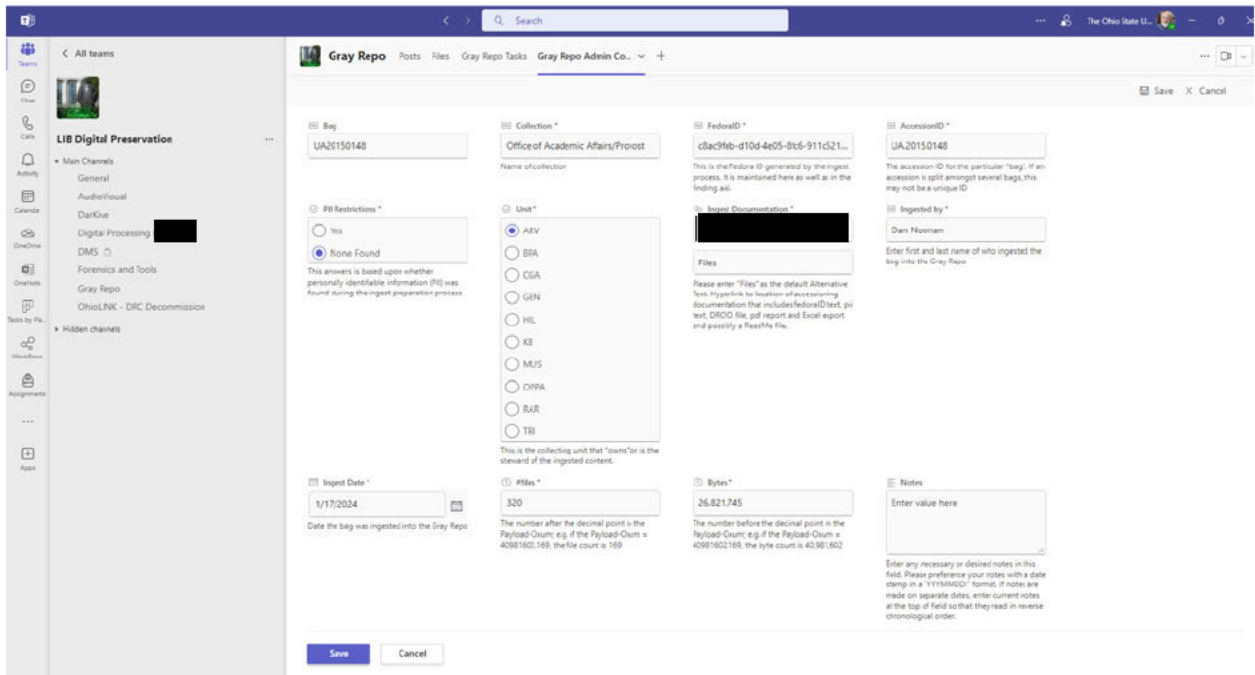 Search
The Ohio State U...
Teams
Chat
Calls
Activity
Calendar
OneDrive
OneNote
Tasks by Pla...
Workflows
Assignments
...
Apps
All teams
LIB Digital Preservation
...
Main Channels
General
AudioVisual
DarKive
Digital Processing
DMS
Forensics and Tools
Gray Repo
OhioLINK - DRC Decommission
Hidden channels
Gray Repo Posts Files Gray Repo Tasks Gray Repo Admin Co.. +
Save X Cancel
Bag
UA20150148
Collection *
Office of Academic Affairs/Provost
Name of collection
FedoraID *
c8ac9feb-d10d-4e05-8fc6-911c521...
This is the Fedora ID generated by the ingest
process. It is maintained here as well as in the
finding aid.
AccessionID *
UA.20150148
The accession ID for the particular "bag'. If an
accession is split amongst several bags, this
may not be a unique ID
PII Restrictions *
Yes
None Found
This answers is based upon whether
personally identifiable information (PII) was
found during the ingest preparation process
Unit *
ARV
BPA
CGA
GEN
HIL
KB
MUS
OPPA
RAR
TRI
This is the collecting unit that "owns"or is the
steward of the ingested content.
Ingest Documentation *
Files
Please enter "Files" as the default Alternative
Text. Hyperlink to location of accessioning
documentation that includes fedoraID text, pii
text, DROID file, pdf report and Excel export
and possibly a ReadMe file.
Ingested by *
Dan Noonan
Enter first and last name of who ingested the
bag into the Gray Repo
Ingest Date *
1/17/2024
Date the bag was ingested into the Gray Repo
Pfiles *
320
The number after the decimal point is the
Payload-Oxum; e.g. if the Payload-Oxum =
40981602.169, the file count is 169
Bytes *
26,821,745
The number before the decimal point in the
Payload-Oxum; e.g. if the Payload-Oxum =
40981602.169, the byte count is 40,981,602
Notes
Enter value here
Enter any necessary or desired notes in this
field. Please preference your notes with a date
stamp in a "YYYMMDD:" format. If notes are
made on separate dates, enter current notes
at the top of field so that they read in reverse
chronological order.
Save Cancel